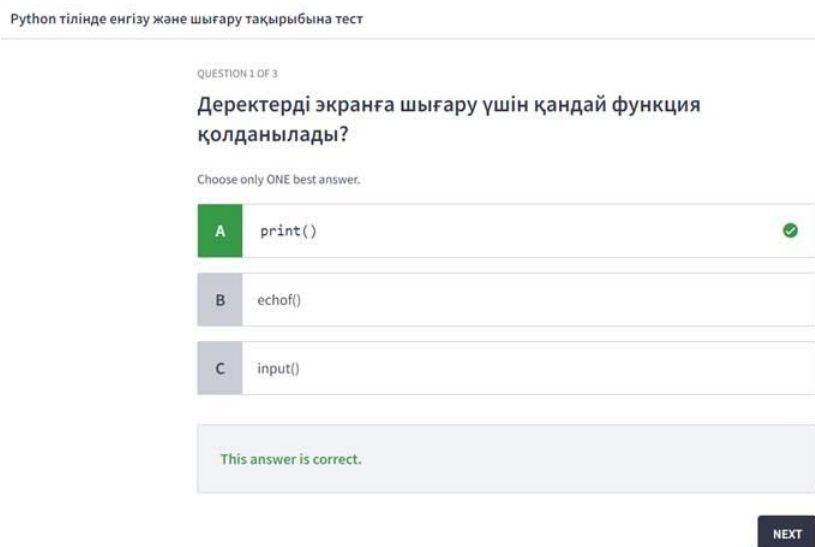 Python тілінде енгізу және шығару тақырыбына тест
QUESTION 1 OF 3
Деректерді экранға шығару үшін қандай функция
қолданылады?
Choose only ONE best answer.
A print()
B echof()
C input()
This answer is correct.
NEXT